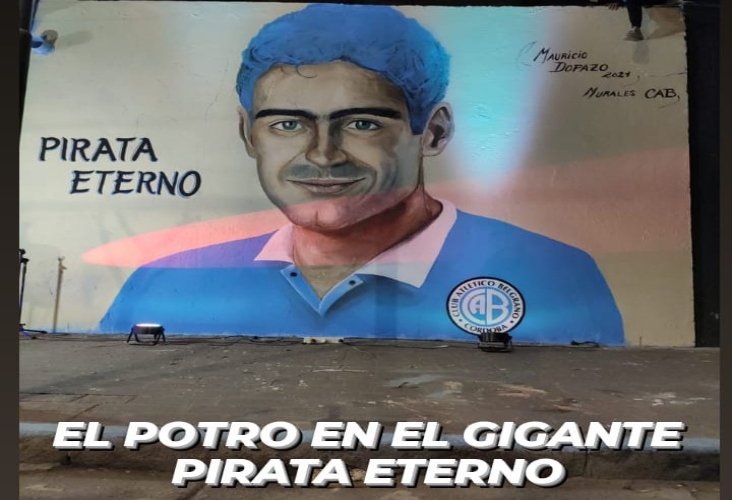 MAURICIO
DOPAZO
2021
MURALES CAB,
PIRATA
ETERNO
CLUB ATLETICO BELGRANO
CAB
CORDOBA
EL POTRO EN EL GIGANTE
PIRATA ETERNO